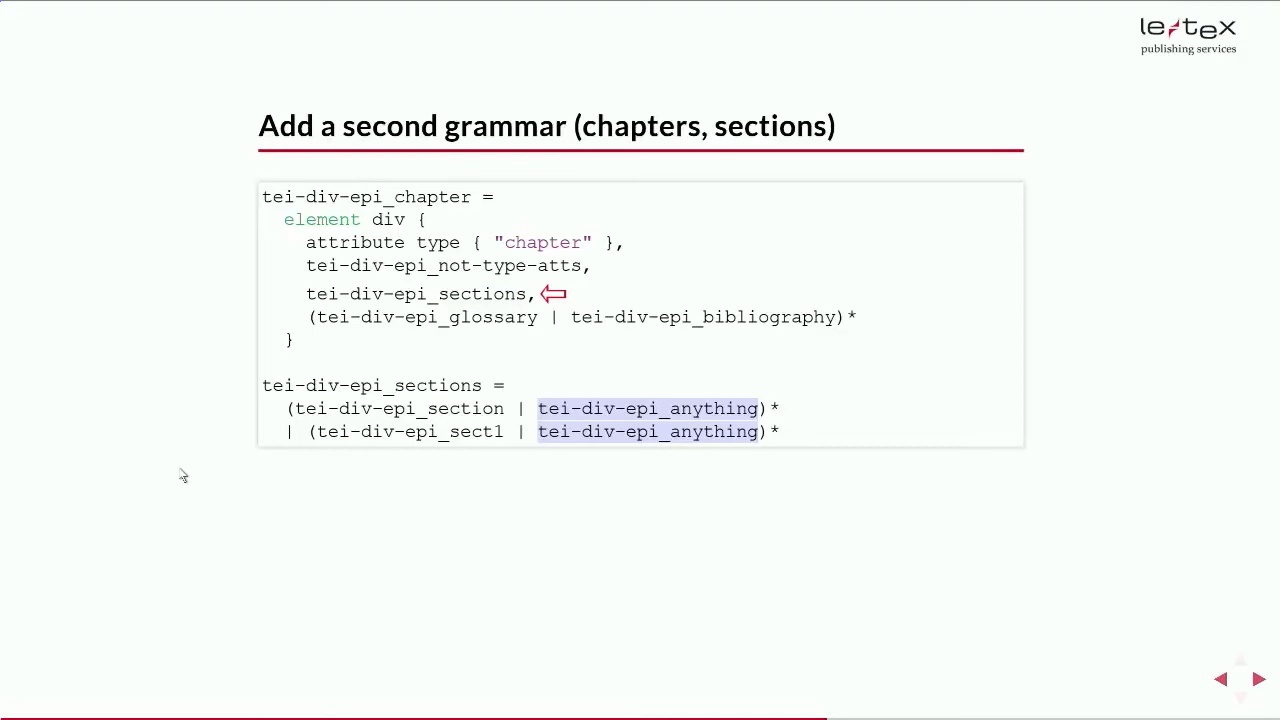 le-tex
publishing services
Add a second grammar (chapters, sections)
tei-div-epi_chapter =
element div {
attribute type { "chapter" },
tei-div-epi_not-type-atts,
tei-div-epi_sections,
(tei-div-epi_glossary | tei-div-epi_bibliography)*
}
tei-div-epi_sections =
(tei-div-epi_section | tei-div-epi_anything)*
| (tei-div-epi_sect1 | tei-div-epi_anything)*